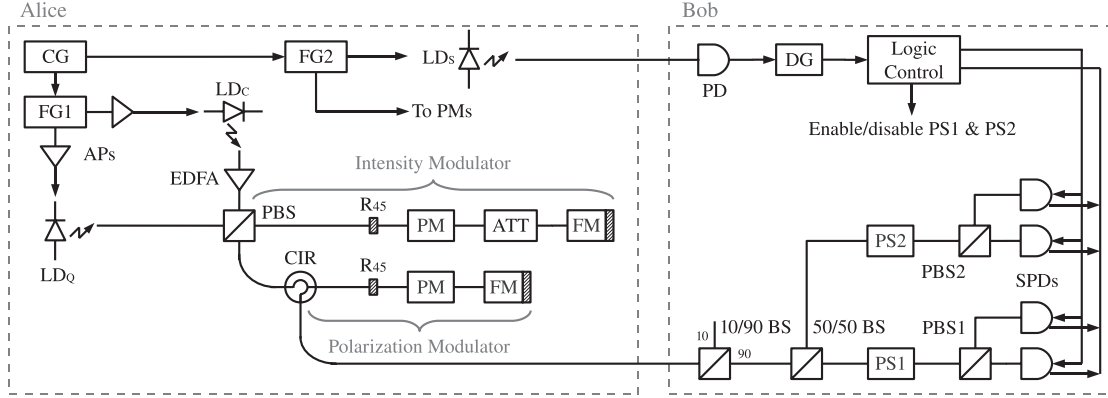 Alice
Bob
CG
FG2
LDS
PD
DG
Logic
Control
FG1
LDC
To PMs
Enable/disable PS1 & PS2
APs
EDFA
Intensity Modulator
PBS
R45
PM
ATT
FM
LDQ
CIR
R45
PM
FM
Polarization Modulator
PS2
PBS2
SPDs
10
10/90 BS
90
50/50 BS
PS1
PBS1